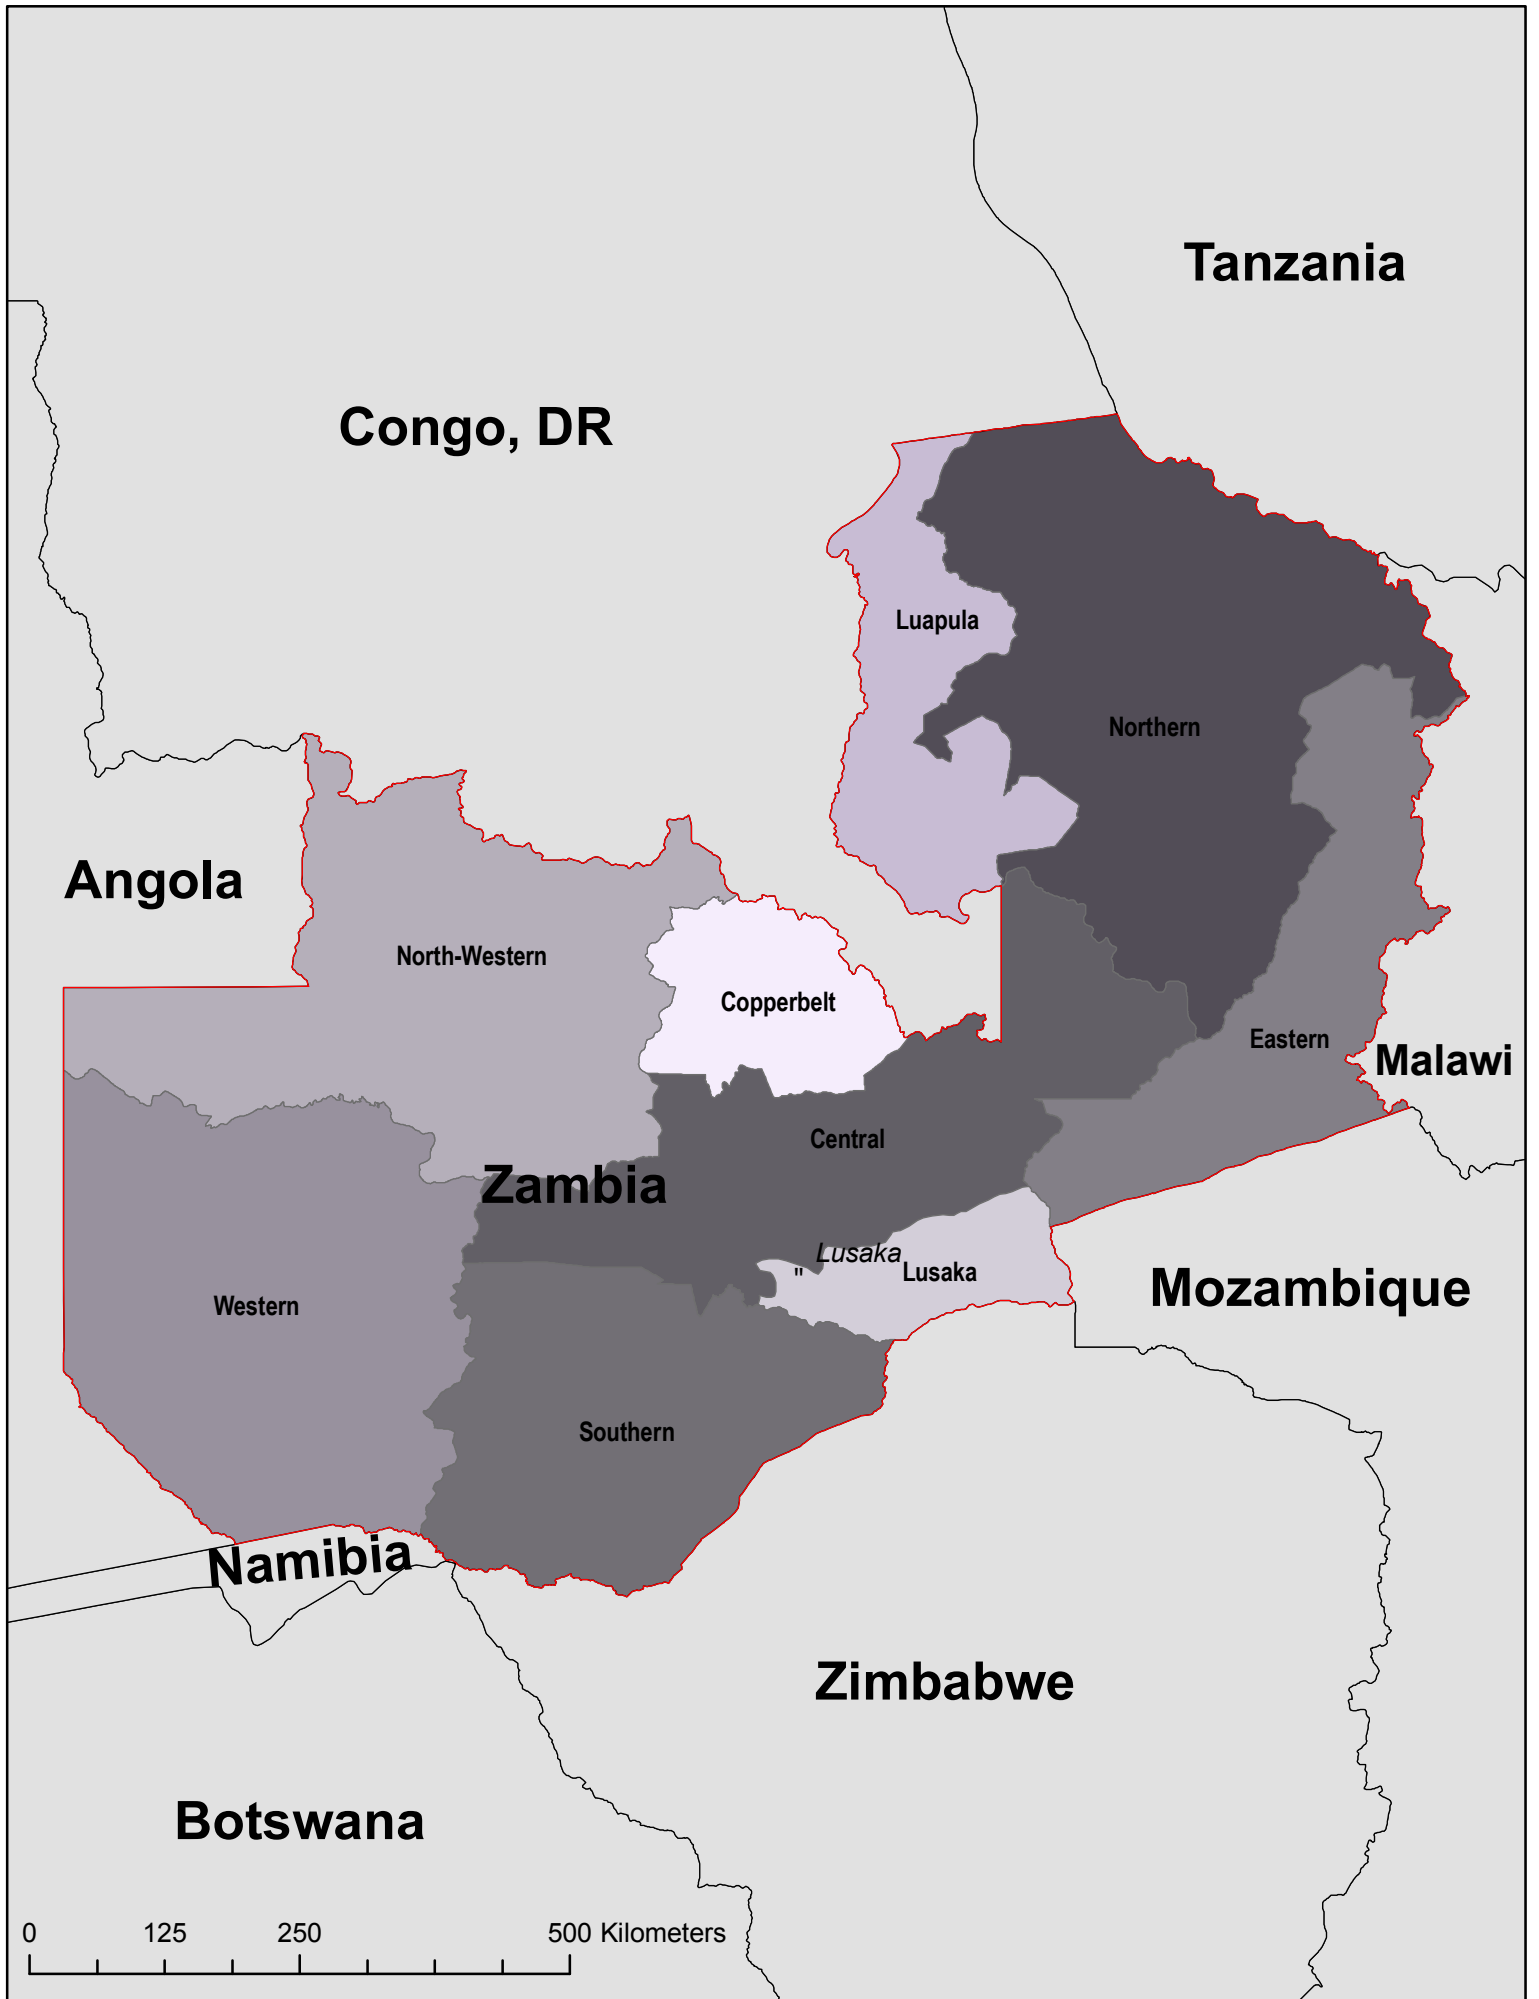 Tanzania
Congo, DR
Luapula
Northern
Angola
North-Western
Copperbelt
Eastern
Malawi
Central
Zambia
Lusaka
"
Lusaka
Mozambique
Western
Southern
Namibia
Zimbabwe
Botswana
0 125 250 500 Kilometers